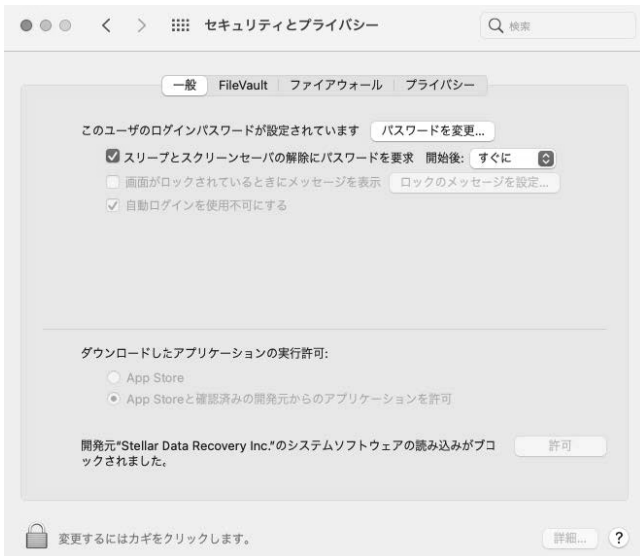 セキュリティとプライバシー
検索
一般 FileVault ファイアウォール プライバシー
このユーザのログインパスワードが設定されています パスワードを変更...
スリープとスクリーンセーバの解除にパスワードを要求 開始後: すぐに
画面がロックされているときにメッセージを表示 ロックのメッセージを設定...
自動ログインを使用不可にする
ダウンロードしたアプリケーションの実行許可:
App Store
App Storeと確認済みの開発元からのアプリケーションを許可
開発元"Stellar Data Recovery Inc."のシステムソフトウェアの読み込みがブロ
ックされました。
許可
変更するにはカギをクリックします。
詳細... ?